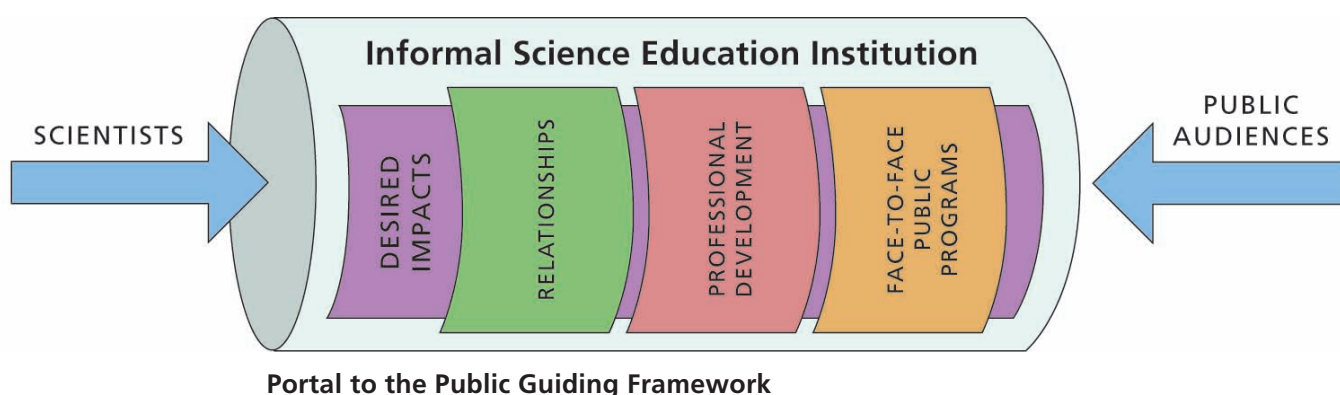 Informal Science Education Institution
SCIENTISTS
PUBLIC
AUDIENCES
DESIRED
IMPACTS
RELATIONSHIPS
PROFESSIONAL
DEVELOPMENT
FACE-TO-FACE
PUBLIC
PROGRAMS
Portal to the Public Guiding Framework